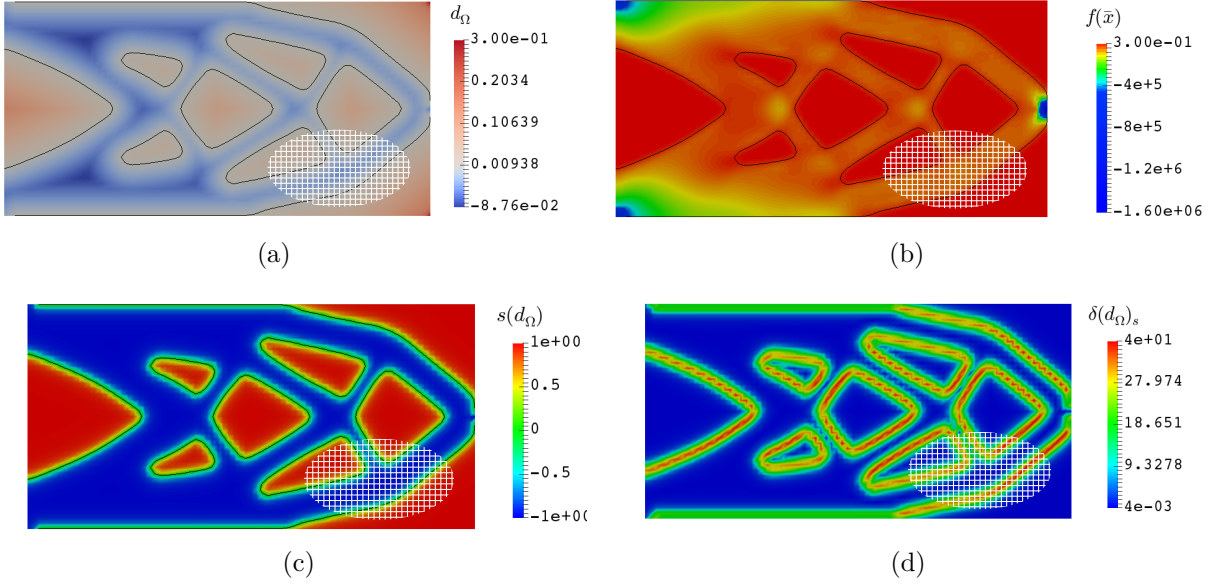 d_Ω
3.00e-01
0.2034
0.10639
0.00938
-8.76e-02
(a)
f(x̄)
3.00e-01
-4e+5
-8e+5
-1.2e+6
-1.60e+06
(b)
s(d_Ω)
1e+00
0.5
0
-0.5
-1e+00
(c)
δ(d_Ω)_s
4e+01
27.974
18.651
9.3278
4e-03
(d)